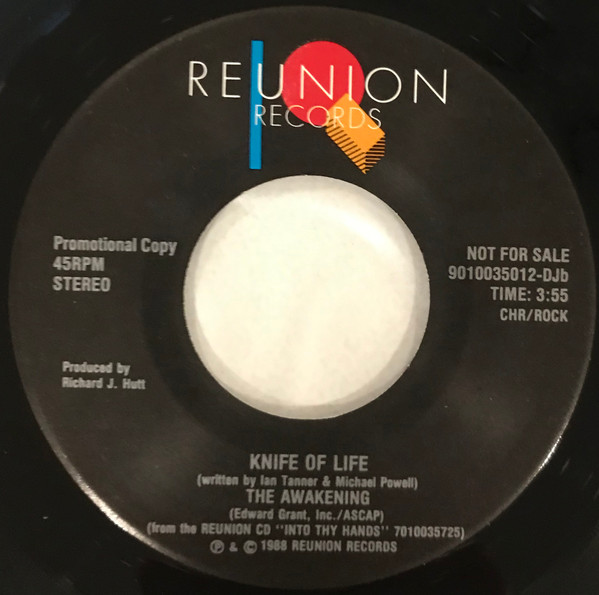 REUNION
RECORDS
Promotional Copy
45RPM
STEREO
NOT FOR SALE
9010035012-DJb
TIME: 3:55
CHR/ROCK
Produced by
Richard J. Hutt
KNIFE OF LIFE
(written by Ian Tanner & Michael Powell)
THE AWAKENING
(Edward Grant, Inc./ASCAP)
(from the REUNION CD "INTO THY HANDS" 7010035725)
℗ & © 1988 REUNION RECORDS